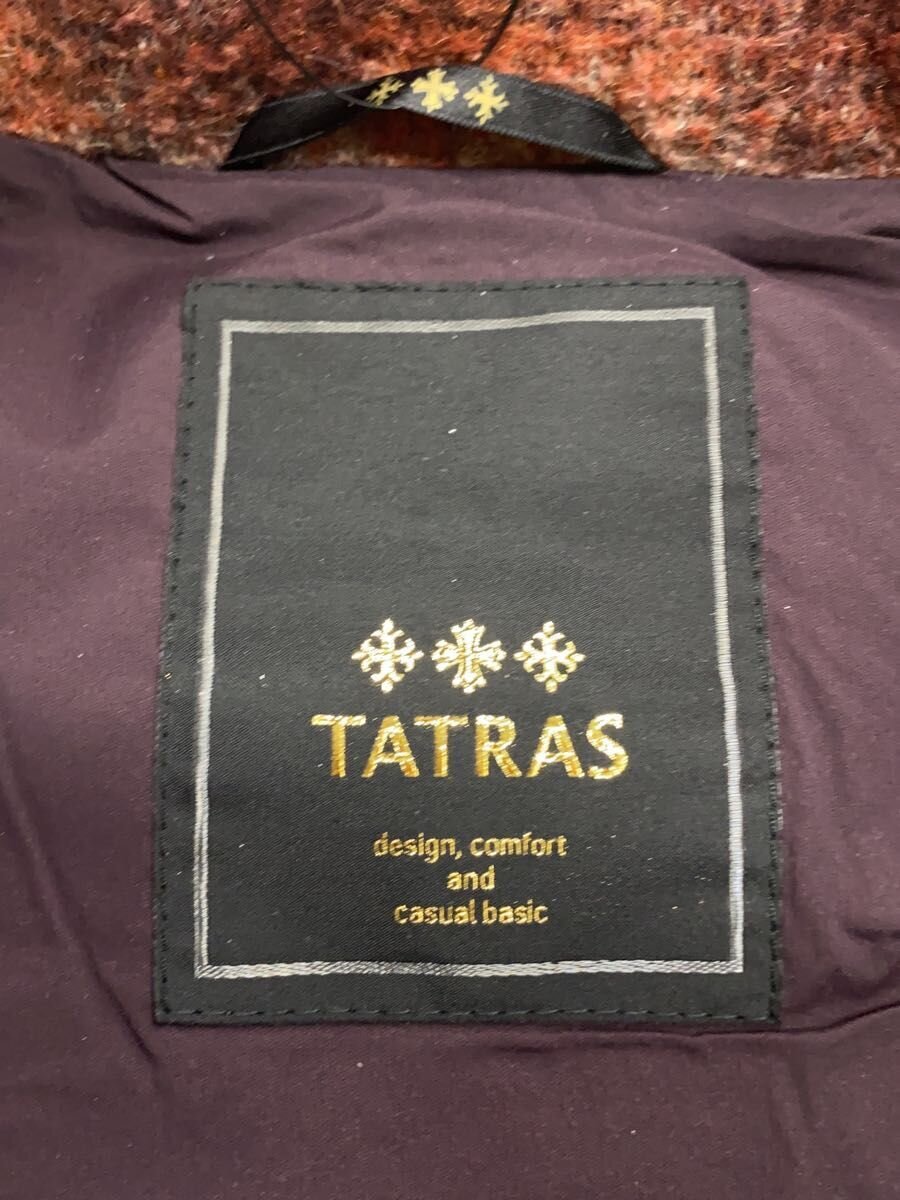 TATRAS
design, comfort
and
casual basic